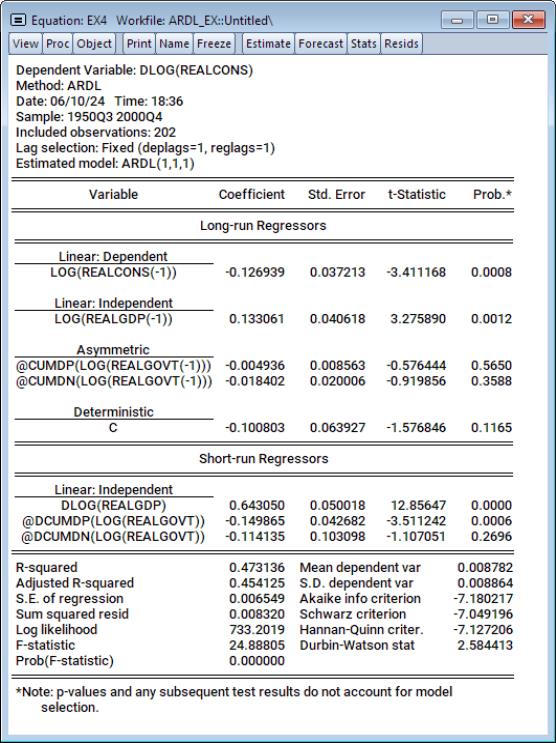 Equation: EX4 Workfile: ARDL_EX::Untitled\
View Proc Object Print Name Freeze Estimate Forecast Stats Resids
Dependent Variable: DLOG(REALCONS)
Method: ARDL
Date: 06/10/24 Time: 18:36
Sample: 1950Q3 2000Q4
Included observations: 202
Lag selection: Fixed (deplags=1, reglags=1)
Estimated model: ARDL(1,1,1)
Variable Coefficient Std. Error t-Statistic Prob.*
Long-run Regressors
Linear: Dependent
LOG(REALCONS(-1)) -0.126939 0.037213 -3.411168 0.0008
Linear: Independent
LOG(REALGDP(-1)) 0.133061 0.040618 3.275890 0.0012
Asymmetric
@CUMDP(LOG(REALGOVT(-1))) -0.004936 0.008563 -0.576444 0.5650
@CUMDN(LOG(REALGOVT(-1))) -0.018402 0.020006 -0.919856 0.3588
Deterministic
C -0.100803 0.063927 -1.576846 0.1165
Short-run Regressors
Linear: Independent
DLOG(REALGDP) 0.643050 0.050018 12.85647 0.0000
@DCUMDP(LOG(REALGOVT)) -0.149865 0.042682 -3.511242 0.0006
@DCUMDN(LOG(REALGOVT)) -0.114135 0.103098 -1.107051 0.2696
R-squared 0.473136 Mean dependent var 0.008782
Adjusted R-squared 0.454125 S.D. dependent var 0.008864
S.E. of regression 0.006549 Akaike info criterion -7.180217
Sum squared resid 0.008320 Schwarz criterion -7.049196
Log likelihood 733.2019 Hannan-Quinn criter. -7.127206
F-statistic 24.88805 Durbin-Watson stat 2.584413
Prob(F-statistic) 0.000000
*Note: p-values and any subsequent test results do not account for model
selection.